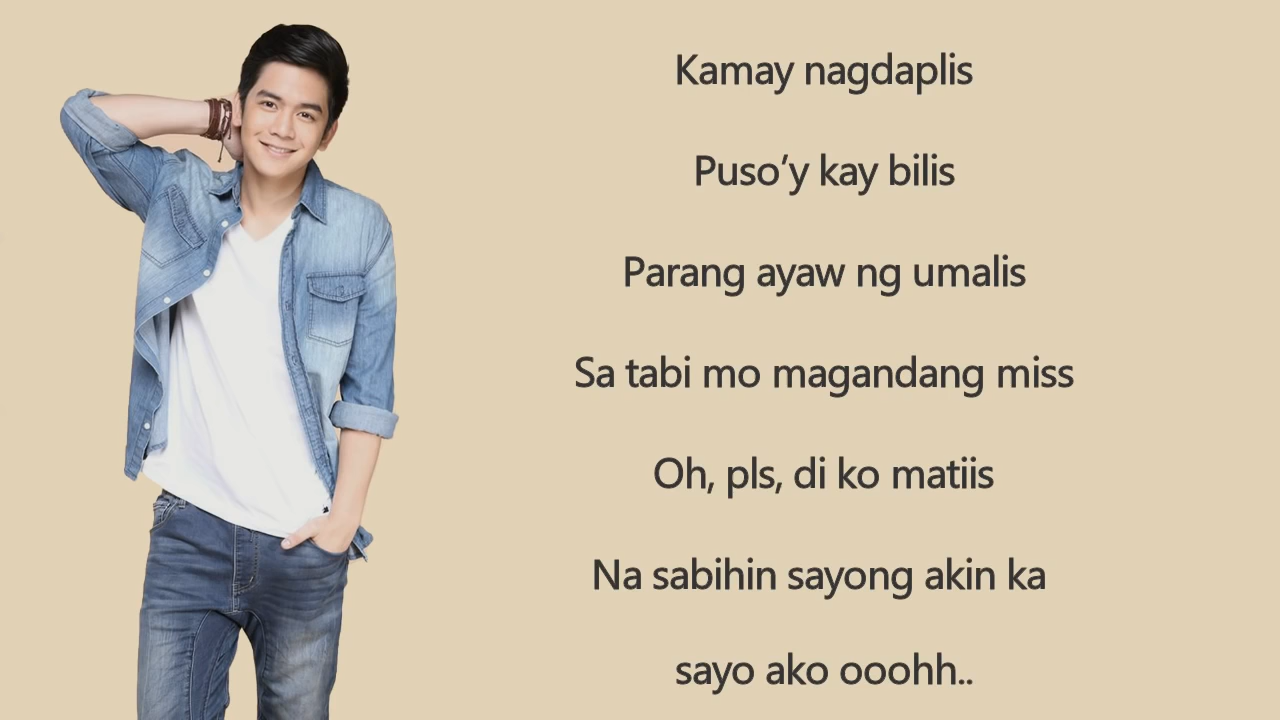 Kamay nagdaplis
Puso’y kay bilis
Parang ayaw ng umalis
Sa tabi mo magandang miss
Oh, pls, di ko matiis
Na sabihin sayong akin ka
sayo ako ooohh..